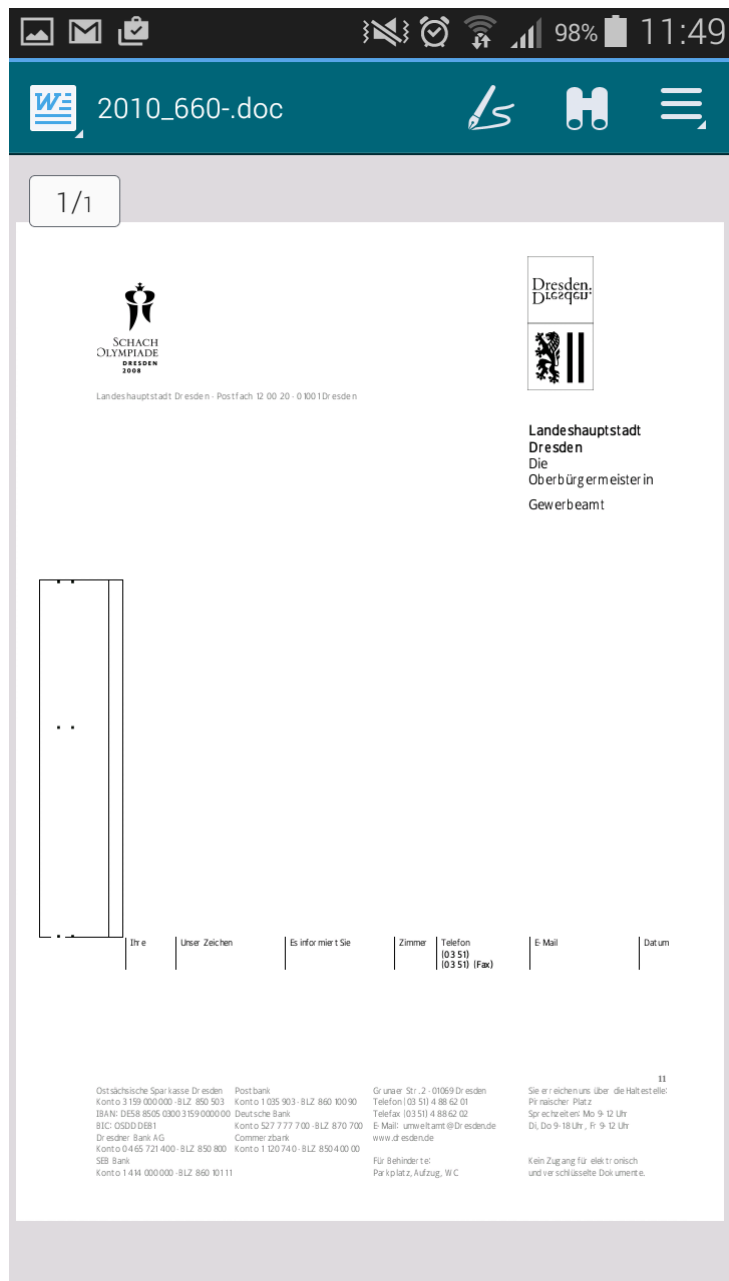 98% 11:49
2010_660-.doc
1/1
SCHACH
OLYMPIADE
DRESDEN
2008
Dresden.
Dresden.
Landeshauptstadt Dresden - Postfach 12 00 20 - 01001 Dresden
Landeshauptstadt
Dresden
Die
Oberbürgermeisterin
Gewerbeamt
Ihre
Unser Zeichen
Es informiert Sie
Zimmer
Telefon
(03 51)
(03 51) (Fax)
E-Mail
Datum
11
Ostsächsische Sparkasse Dresden
Konto 3 159 000 000 - BLZ 850 503
IBAN: DE58 8505 0300 3159 0000 00
BIC: OSDD DE81
Dresdner Bank AG
Konto 04 65 721 400 - BLZ 850 800
SEB Bank
Konto 1 414 000 000 - BLZ 860 101 11
Postbank
Konto 1 035 903 - BLZ 860 100 90
Deutsche Bank
Konto 527 777 700 - BLZ 870 700
Commerzbank
Konto 1 120 740 - BLZ 850 400 00
Grunaer Str. 2 - 01069 Dresden
Telefon (03 51) 4 88 62 01
Telefax (03 51) 4 88 62 02
E-Mail: umweltamt@Dresden.de
www.dresden.de
Für Behinderte:
Parkplatz, Aufzug, WC
Sie erreichen uns über die Haltestelle:
Pirnaischer Platz
Sprechzeiten: Mo 9-12 Uhr
Di, Do 9-18 Uhr, Fr 9-12 Uhr
Kein Zugang für elektronisch
und verschlüsselte Dokumente.